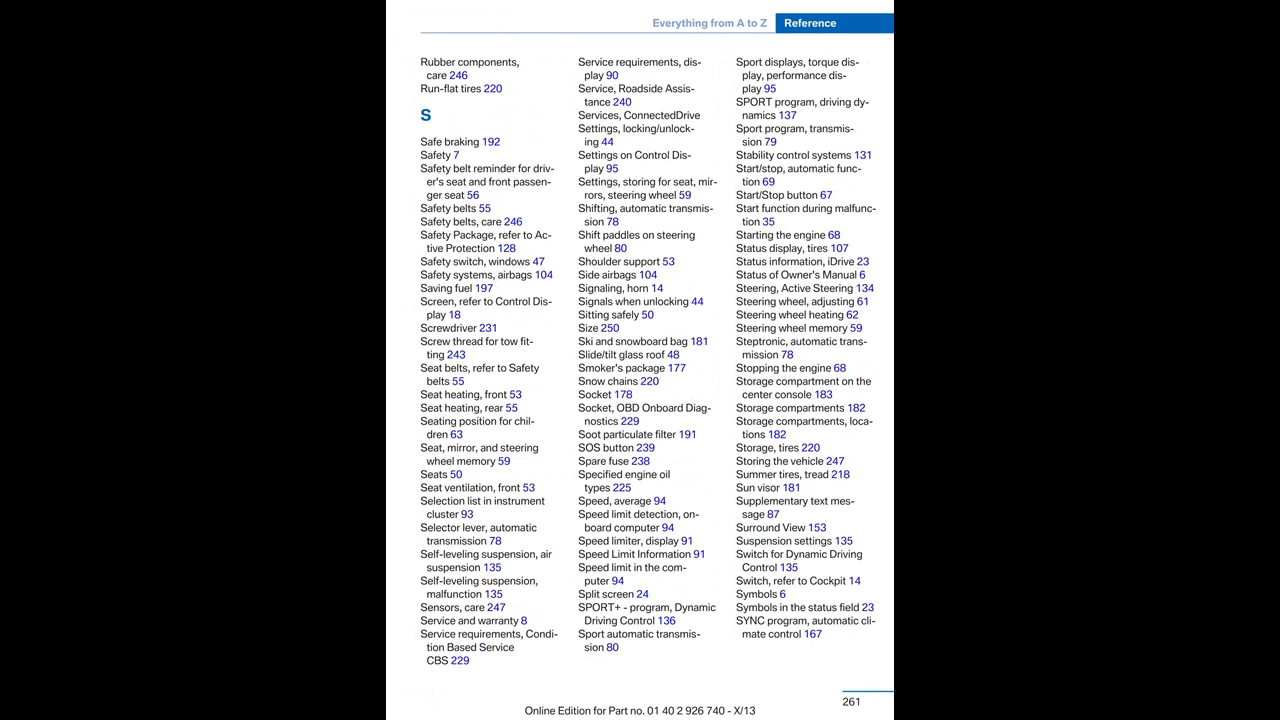 Everything from A to Z Reference
Rubber components,
care 246
Run-flat tires 220
S
Safe braking 192
Safety 7
Safety belt reminder for driv-
er's seat and front passen-
ger seat 56
Safety belts 55
Safety belts, care 246
Safety Package, refer to Ac-
tive Protection 128
Safety switch, windows 47
Safety systems, airbags 104
Saving fuel 197
Screen, refer to Control Dis-
play 18
Screwdriver 231
Screw thread for tow fit-
ting 243
Seat belts, refer to Safety
belts 55
Seat heating, front 53
Seat heating, rear 55
Seating position for chil-
dren 63
Seat, mirror, and steering
wheel memory 59
Seats 50
Seat ventilation, front 53
Selection list in instrument
cluster 93
Selector lever, automatic
transmission 78
Self-leveling suspension, air
suspension 135
Self-leveling suspension,
malfunction 135
Sensors, care 247
Service and warranty 8
Service requirements, Condi-
tion Based Service
CBS 229
Service requirements, dis-
play 90
Service, Roadside Assis-
tance 240
Services, ConnectedDrive
Settings, locking/unlock-
ing 44
Settings on Control Dis-
play 95
Settings, storing for seat, mir-
rors, steering wheel 59
Shifting, automatic transmis-
sion 78
Shift paddles on steering
wheel 80
Shoulder support 53
Side airbags 104
Signaling, horn 14
Signals when unlocking 44
Sitting safely 50
Size 250
Ski and snowboard bag 181
Slide/tilt glass roof 48
Smoker's package 177
Snow chains 220
Socket 178
Socket, OBD Onboard Diag-
nostics 229
Soot particulate filter 191
SOS button 239
Spare fuse 238
Specified engine oil
types 225
Speed, average 94
Speed limit detection, on-
board computer 94
Speed limiter, display 91
Speed Limit Information 91
Speed limit in the com-
puter 94
Split screen 24
SPORT+ - program, Dynamic
Driving Control 136
Sport automatic transmis-
sion 80
Sport displays, torque dis-
play, performance dis-
play 95
SPORT program, driving dy-
namics 137
Sport program, transmis-
sion 79
Stability control systems 131
Start/stop, automatic func-
tion 69
Start/Stop button 67
Start function during malfunc-
tion 35
Starting the engine 68
Status display, tires 107
Status information, iDrive 23
Status of Owner's Manual 6
Steering, Active Steering 134
Steering wheel, adjusting 61
Steering wheel heating 62
Steering wheel memory 59
Steptronic, automatic trans-
mission 78
Stopping the engine 68
Storage compartment on the
center console 183
Storage compartments 182
Storage compartments, loca-
tions 182
Storage, tires 220
Storing the vehicle 247
Summer tires, tread 218
Sun visor 181
Supplementary text mes-
sage 87
Surround View 153
Suspension settings 135
Switch for Dynamic Driving
Control 135
Switch, refer to Cockpit 14
Symbols 6
Symbols in the status field 23
SYNC program, automatic cli-
mate control 167
261
Online Edition for Part no. 01 40 2 926 740 - X/13